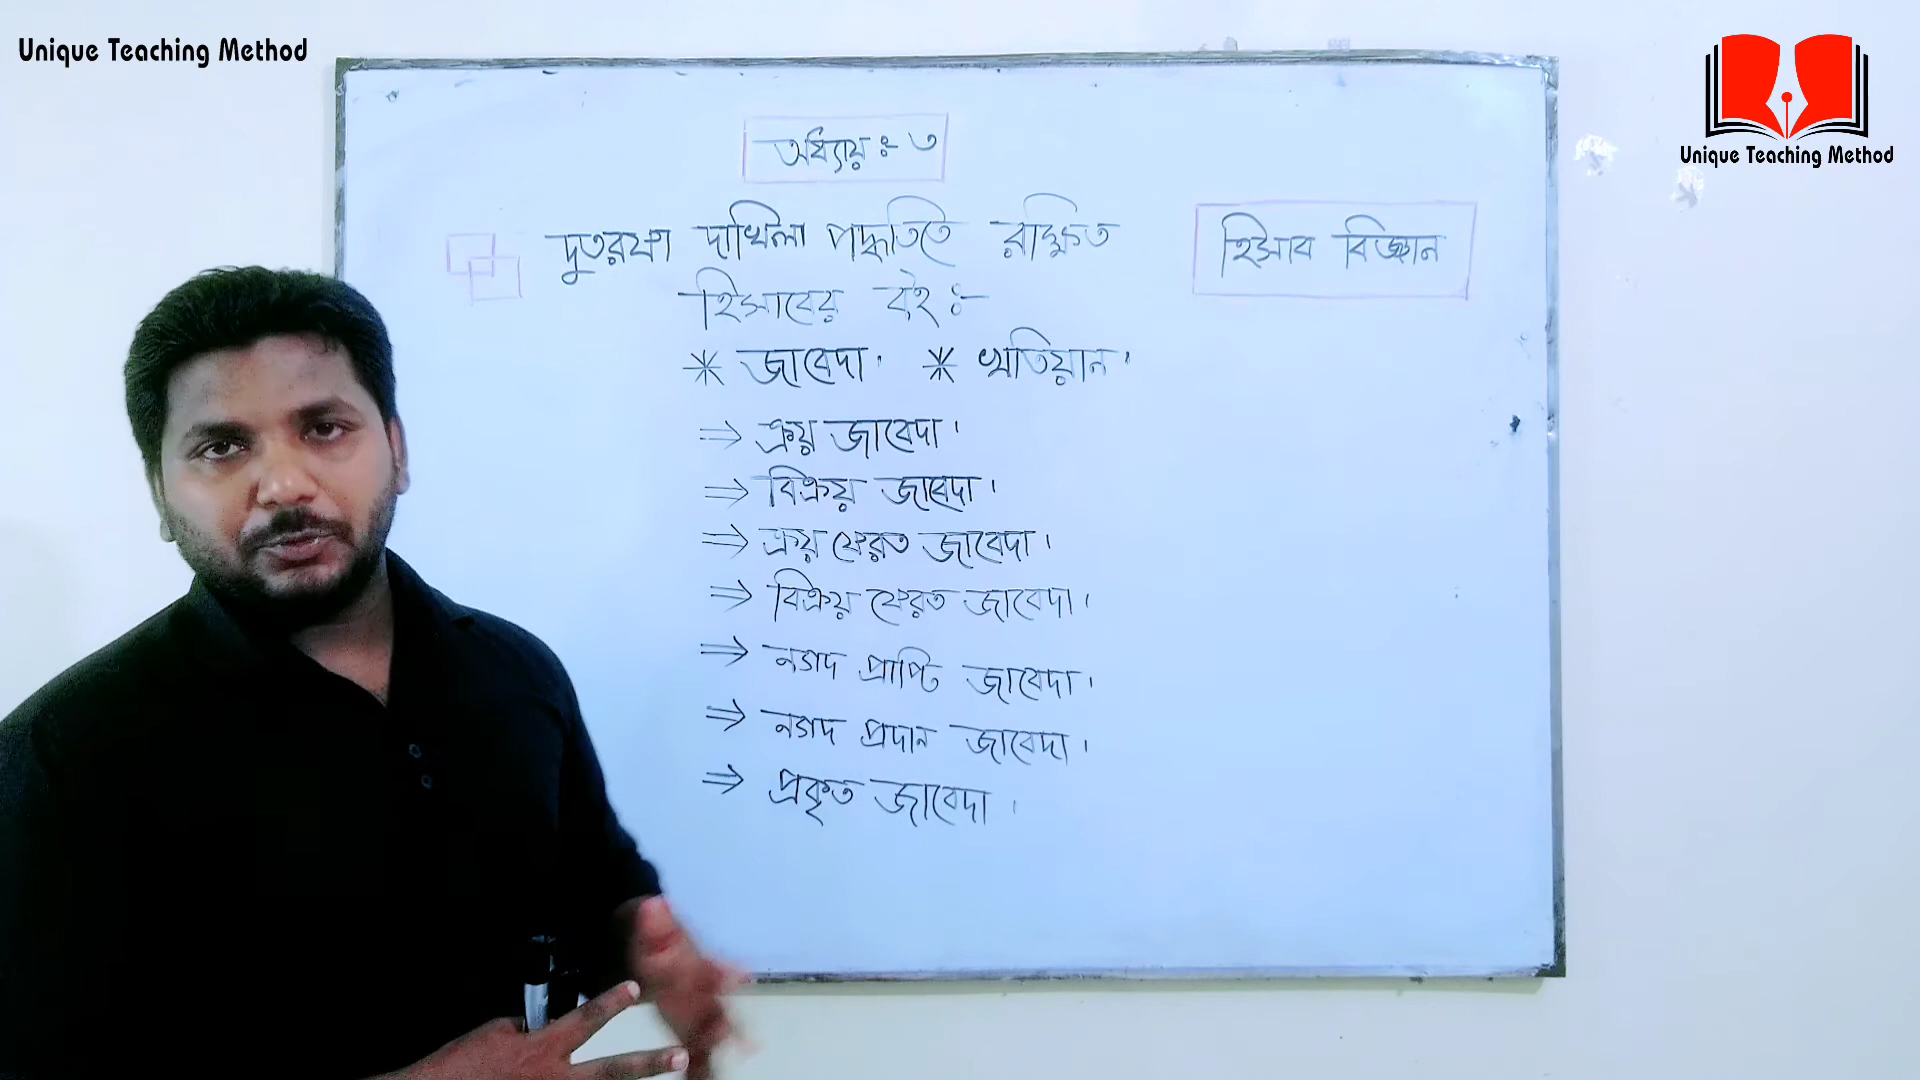 Unique Teaching Method
Unique Teaching Method
অধ্যায় ঃ- ৩
দুতরফা দাখিলা পদ্ধতিতে রক্ষিত
হিসাবের বই ঃ-
হিসাব বিজ্ঞান
* জাবেদা। * খতিয়ান।
⇒ ক্রয় জাবেদা।
⇒ বিক্রয় জাবেদা।
⇒ ক্রয় ফেরত জাবেদা।
⇒ বিক্রয় ফেরত জাবেদা।
⇒ নগদ প্রাপ্তি জাবেদা।
⇒ নগদ প্রদান জাবেদা।
⇒ প্রকৃত জাবেদা।